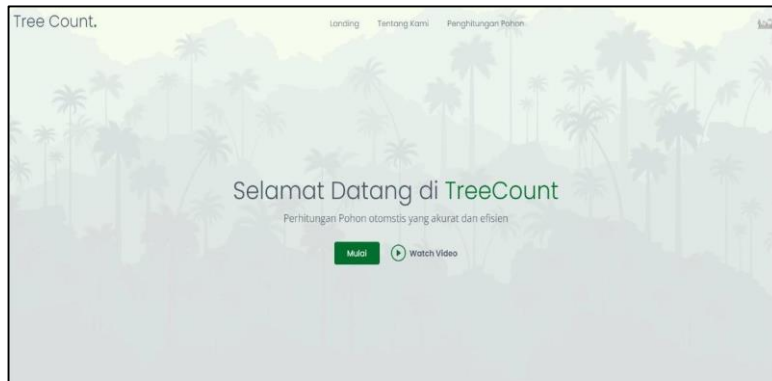 Tree Count.
Landing Tentang Kami Penghitungan Pohon
Selamat Datang di TreeCount
Perhitungan Pohon otomstis yang akurat dan efisien
Mulai Watch Video